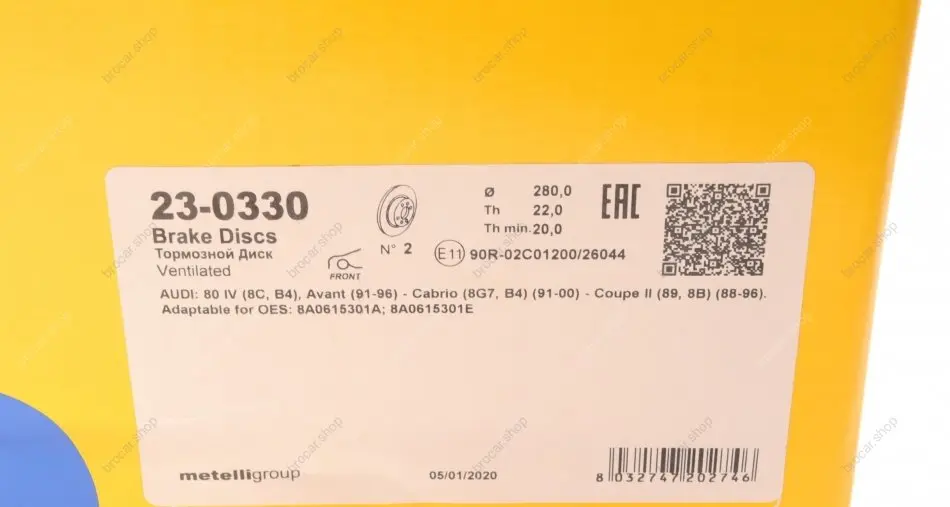 23-0330
Brake Discs
Тормозной Диск
Ventilated
FRONT
N° 2
Ø 280,0
Th 22,0
Th min. 20,0
EAC
E11 90R-02C01200/26044
AUDI: 80 IV (8C, B4), Avant (91-96) - Cabrio (8G7, B4) (91-00) - Coupe II (89, 8B) (88-96).
Adaptable for OES: 8A0615301A; 8A0615301E
metelligroup
05/01/2020
8 032747 202746
brocar.shop